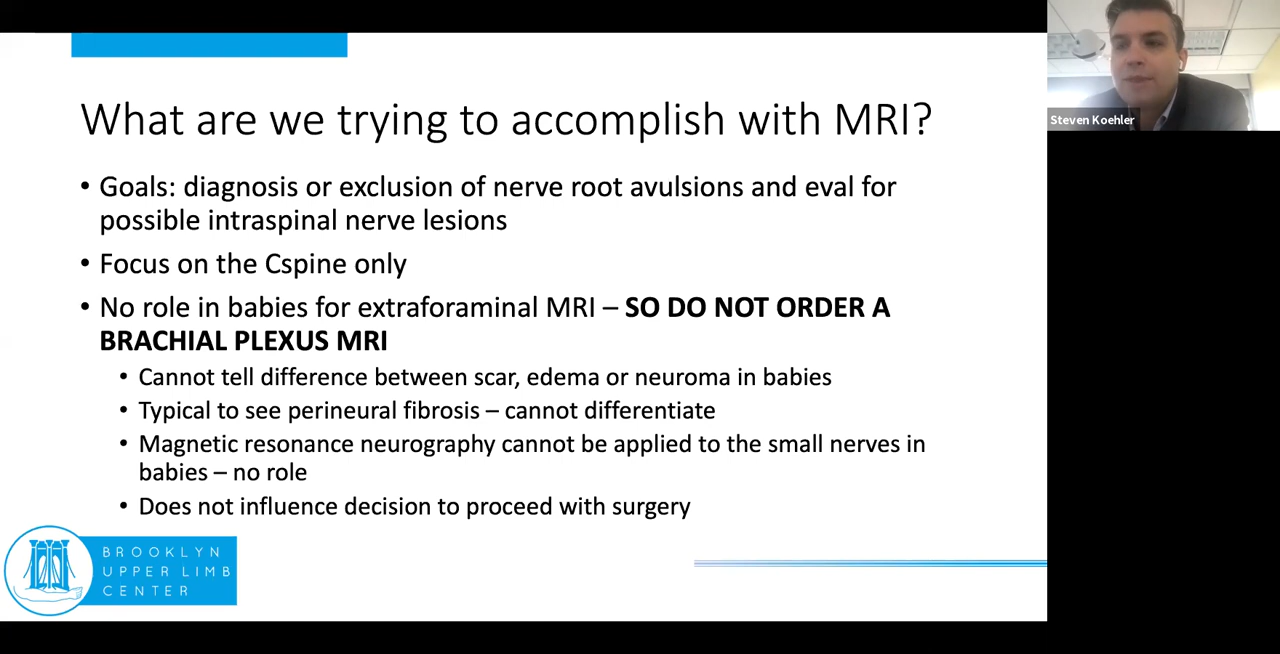 What are we trying to accomplish with MRI?
• Goals: diagnosis or exclusion of nerve root avulsions and eval for
possible intraspinal nerve lesions
• Focus on the Cspine only
• No role in babies for extraforaminal MRI – SO DO NOT ORDER A
BRACHIAL PLEXUS MRI
• Cannot tell difference between scar, edema or neuroma in babies
• Typical to see perineural fibrosis – cannot differentiate
• Magnetic resonance neurography cannot be applied to the small nerves in
babies – no role
• Does not influence decision to proceed with surgery
BROOKLYN
UPPER LIMB
CENTER
Steven Koehler